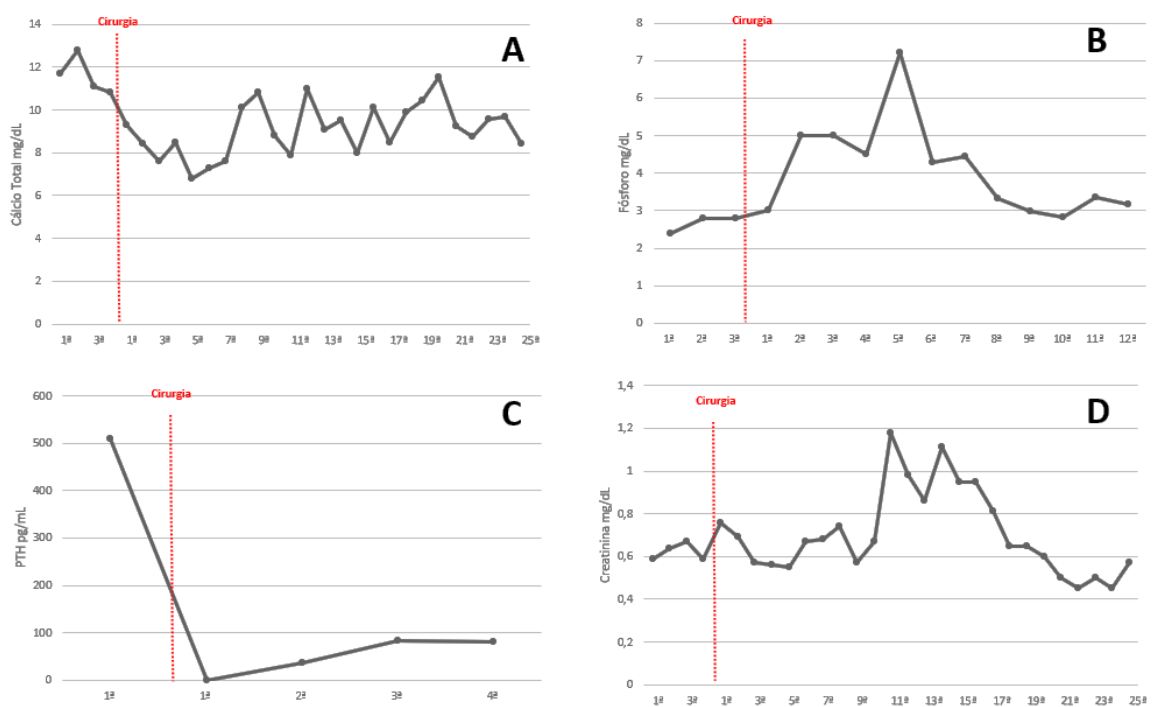 Cirurgia
A
Cálcio Total mg/dL
14
12
10
8
6
4
2
0
1ª 3ª 1ª 3ª 5ª 7ª 9ª 11ª 13ª 15ª 17ª 19ª 21ª 23ª 25ª
Cirurgia
B
Fósforo mg/dL
8
7
6
5
4
3
2
1
0
1ª 2ª 3ª 1ª 2ª 3ª 4ª 5ª 6ª 7ª 8ª 9ª 10ª 11ª 12ª
Cirurgia
C
PTH pg/mL
600
500
400
300
200
100
0
1ª 1ª 2ª 3ª 4ª
Cirurgia
D
Creatinina mg/dL
1,4
1,2
1
0,8
0,6
0,4
0,2
0
1ª 3ª 1ª 3ª 5ª 7ª 9ª 11ª 13ª 15ª 17ª 19ª 21ª 23ª 25ª